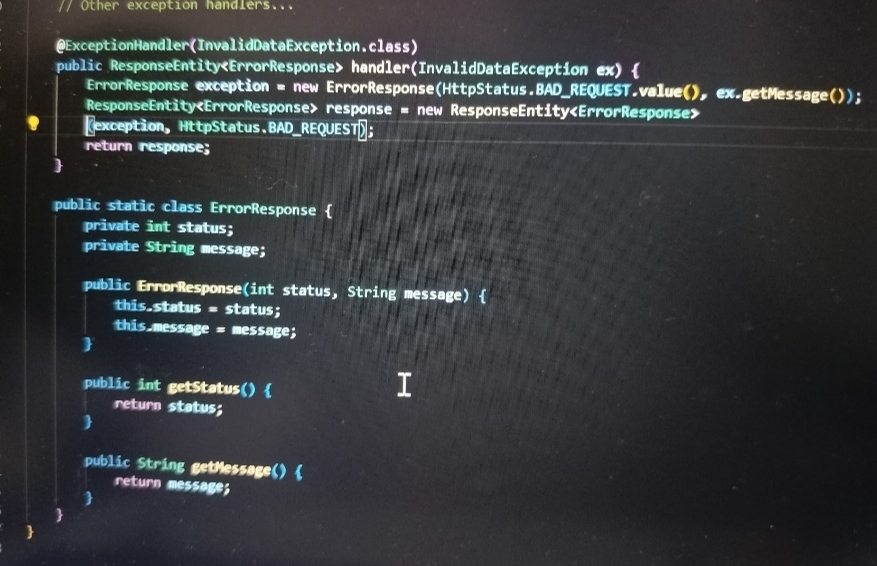 // Other exception handlers...
@ExceptionHandler(InvalidDataException.class)
public ResponseEntity<ErrorResponse> handler(InvalidDataException ex) {
ErrorResponse exception = new ErrorResponse(HttpStatus.BAD_REQUEST.value(), ex.getMessage());
ResponseEntity<ErrorResponse> response = new ResponseEntity<ErrorResponse>
(exception, HttpStatus.BAD_REQUEST);
return response;
}
public static class ErrorResponse {
private int status;
private String message;
public ErrorResponse(int status, String message) {
this.status = status;
this.message = message;
}
public int getStatus() {
return status;
}
public String getMessage() {
return message;
}
}
}